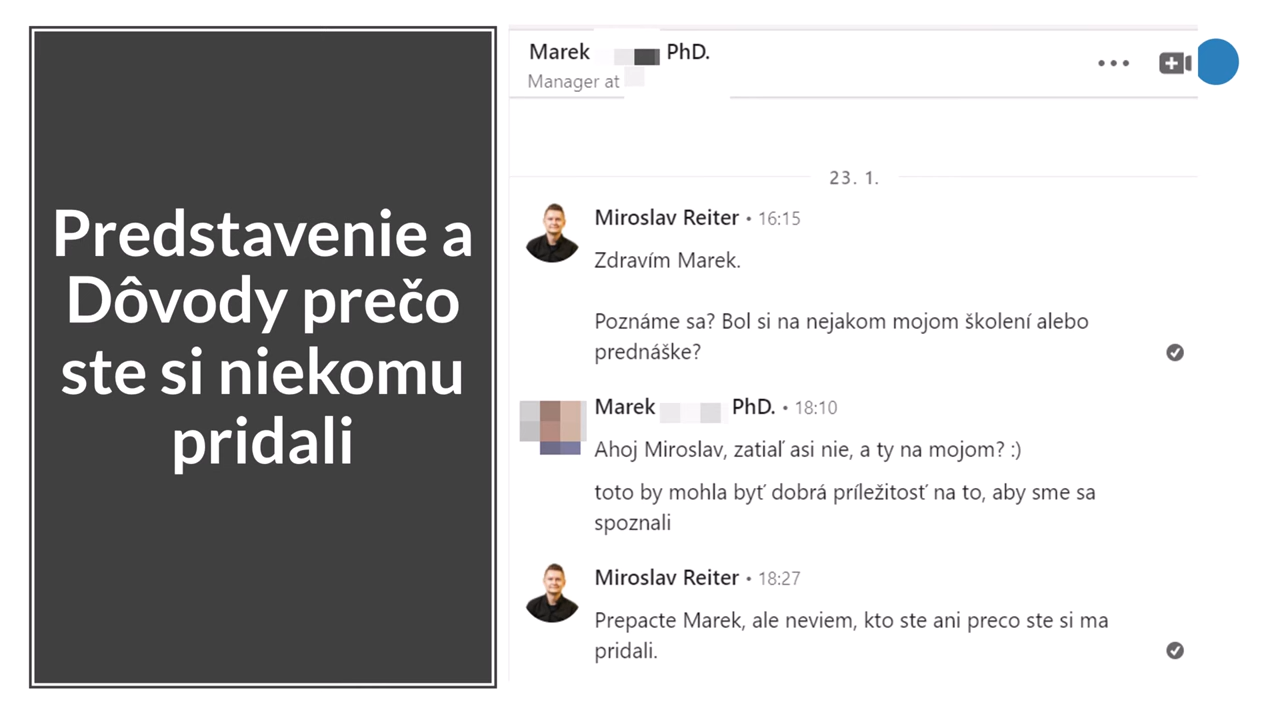 Predstavenie a
Dôvody prečo
ste si niekomu
pridali
Marek PhD.
Manager at
23. 1.
Miroslav Reiter • 16:15
Zdravím Marek.
Poznáme sa? Bol si na nejakom mojom školení alebo
prednáške?
Marek PhD. • 18:10
Ahoj Miroslav, zatiaľ asi nie, a ty na mojom? :)
toto by mohla byť dobrá príležitosť na to, aby sme sa
spoznali
Miroslav Reiter • 18:27
Prepacte Marek, ale neviem, kto ste ani preco ste si ma
pridali.